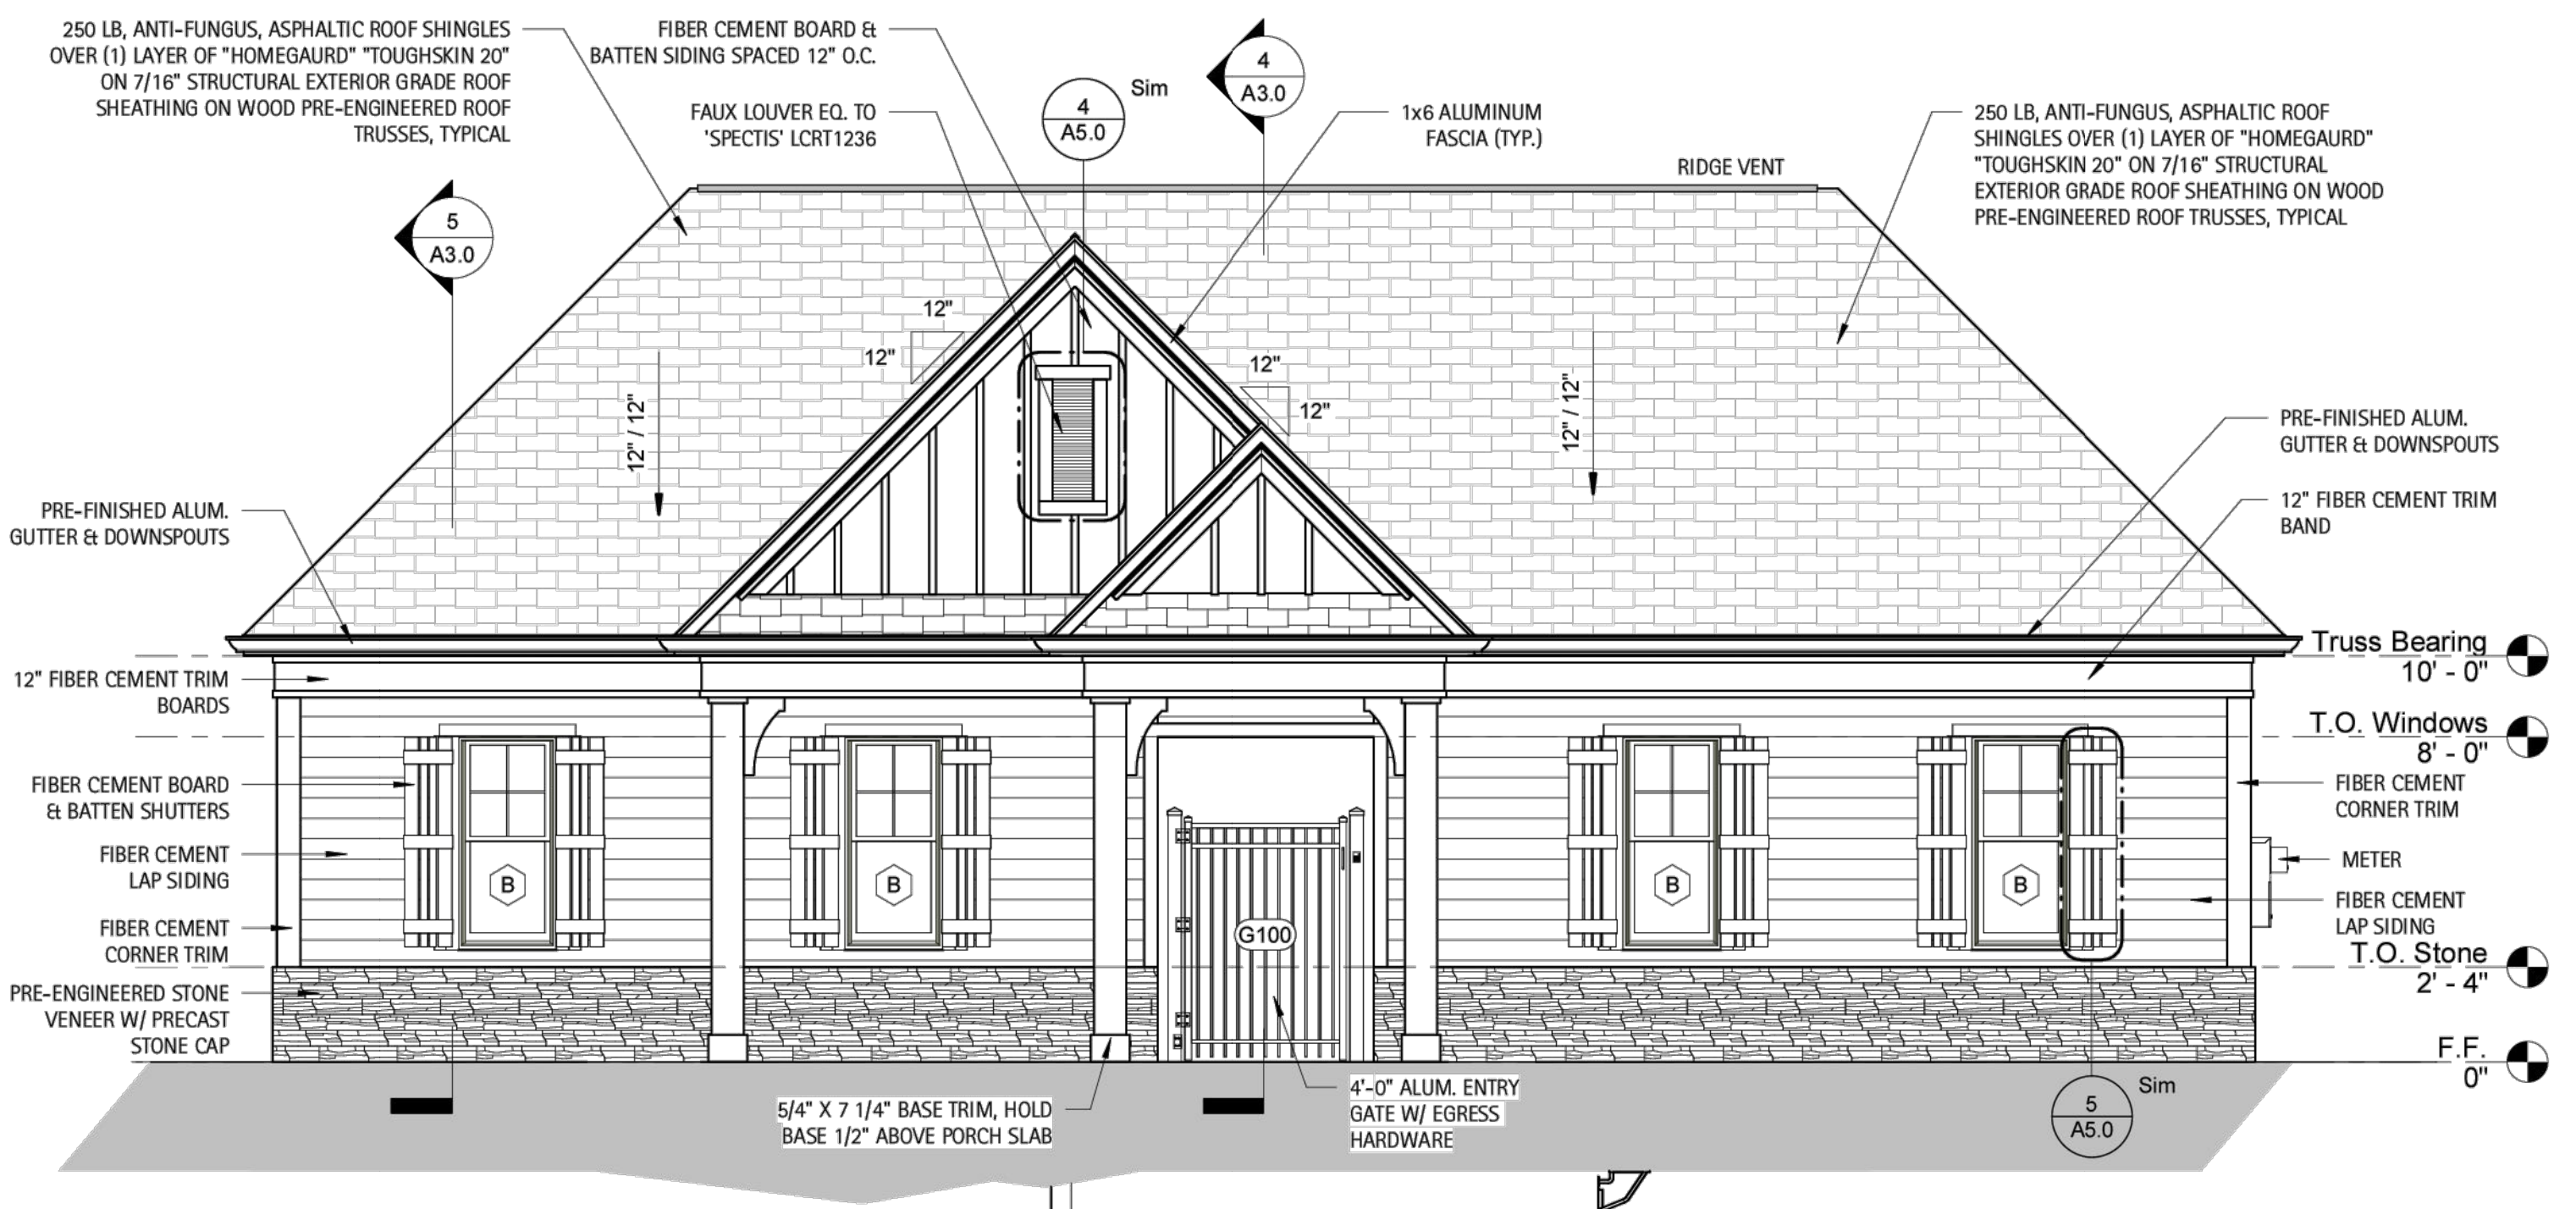 250 LB, ANTI-FUNGUS, ASPHALTIC ROOF SHINGLES
OVER (1) LAYER OF "HOMEGAURD" "TOUGHSKIN 20"
ON 7/16" STRUCTURAL EXTERIOR GRADE ROOF
SHEATHING ON WOOD PRE-ENGINEERED ROOF
TRUSSES, TYPICAL
FIBER CEMENT BOARD &
BATTEN SIDING SPACED 12" O.C.
FAUX LOUVER EQ. TO
'SPECTIS' LCRT1236
4
A5.0
Sim
4
A3.0
1x6 ALUMINUM
FASCIA (TYP.)
RIDGE VENT
250 LB, ANTI-FUNGUS, ASPHALTIC ROOF
SHINGLES OVER (1) LAYER OF "HOMEGAURD"
"TOUGHSKIN 20" ON 7/16" STRUCTURAL
EXTERIOR GRADE ROOF SHEATHING ON WOOD
PRE-ENGINEERED ROOF TRUSSES, TYPICAL
5
A3.0
12"
12"
12"
12"
12" / 12"
12" / 12"
PRE-FINISHED ALUM.
GUTTER & DOWNSPOUTS
12" FIBER CEMENT TRIM
BOARDS
FIBER CEMENT BOARD
& BATTEN SHUTTERS
FIBER CEMENT
LAP SIDING
FIBER CEMENT
CORNER TRIM
PRE-ENGINEERED STONE
VENEER W/ PRECAST
STONE CAP
B
B
G100
B
B
PRE-FINISHED ALUM.
GUTTER & DOWNSPOUTS
12" FIBER CEMENT TRIM
BAND
Truss Bearing
10' - 0"
T.O. Windows
8' - 0"
FIBER CEMENT
CORNER TRIM
METER
FIBER CEMENT
LAP SIDING
T.O. Stone
2' - 4"
F.F.
0"
5/4" X 7 1/4" BASE TRIM, HOLD
BASE 1/2" ABOVE PORCH SLAB
4'-0" ALUM. ENTRY
GATE W/ EGRESS
HARDWARE
5
A5.0
Sim